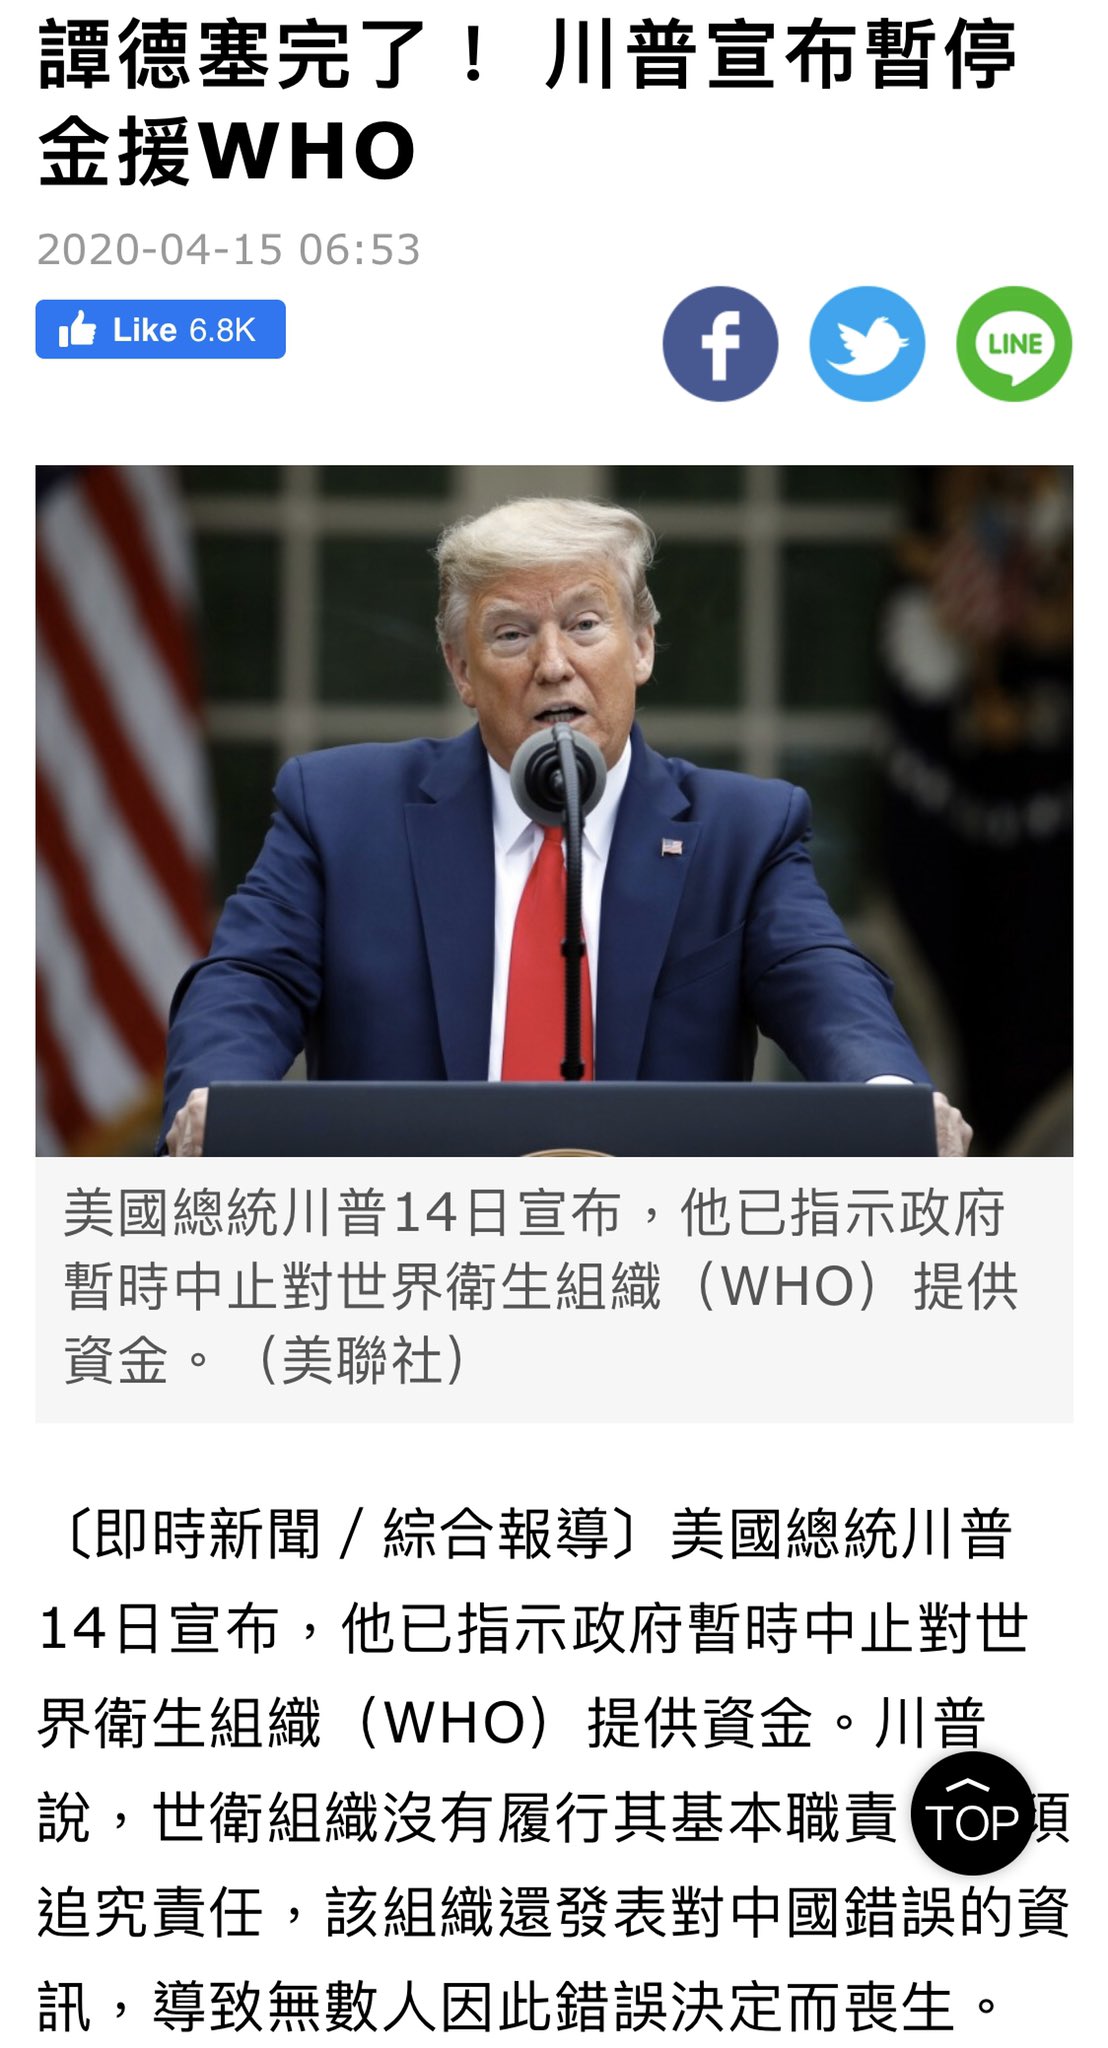 譚德塞完了！ 川普宣布暫停
金援WHO
2020-04-15 06:53
Like 6.8K
f
LINE
美國總統川普14日宣布，他已指示政府
暫時中止對世界衛生組織（WHO）提供
資金。（美聯社）
〔即時新聞／綜合報導〕美國總統川普
14日宣布，他已指示政府暫時中止對世
界衛生組織（WHO）提供資金。川普
說，世衛組織沒有履行其基本職責
TOP
追究責任，該組織還發表對中國錯誤的資
訊，導致無數人因此錯誤決定而喪生。